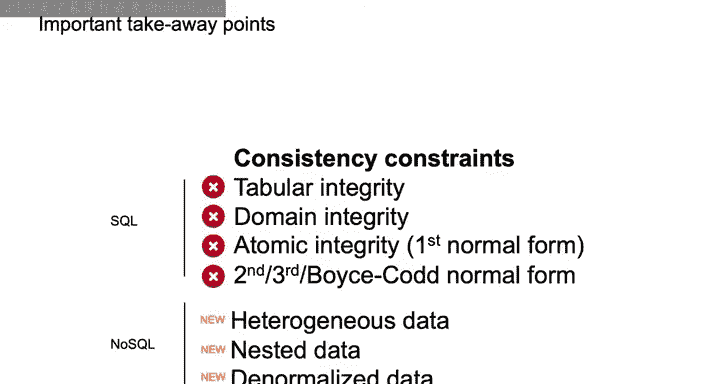 Important take-away points
Consistency constraints
Tabular integrity
Domain integrity
SQL
Atomic integrity (1st normal form)
2nd/3rd/Boyce-Codd normal form
NEW Heterogeneous data
NoSQL
NEW Nested data
NEW Denormalized data